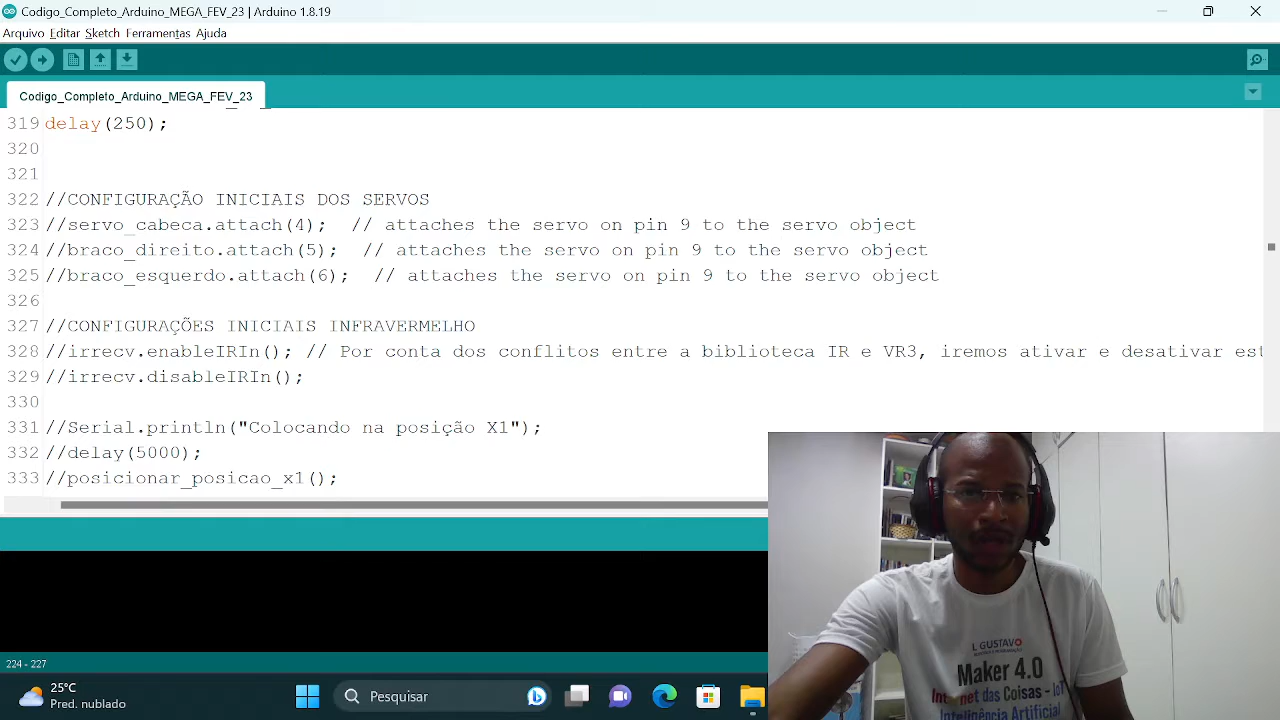 Codigo_Completo_Arduino_MEGA_FEV_23 | Arduino 1.8.19
Arquivo Editar Sketch Ferramentas Ajuda
Codigo_Completo_Arduino_MEGA_FEV_23
319 delay(250);
320
321
322 //CONFIGURAÇÃO INICIAIS DOS SERVOS
323 //servo_cabeca.attach(4);  // attaches the servo on pin 9 to the servo object
324 //braco_direito.attach(5);  // attaches the servo on pin 9 to the servo object
325 //braco_esquerdo.attach(6);  // attaches the servo on pin 9 to the servo object
326
327 //CONFIGURAÇÕES INICIAIS INFRAVERMELHO
328 //irrecv.enableIRIn(); // Por conta dos conflitos entre a biblioteca IR e VR3, iremos ativar e desativar est
329 //irrecv.disableIRIn();
330
331 //Serial.println("Colocando na posição X1");
332 //delay(5000);
333 //posicionar_posicao_x1();
L GUSTAVO
Maker 4.0
Internet das Coisas - IoT
Inteligência Artificial
224 - 227
25°C
Pred. nublado
Pesquisar